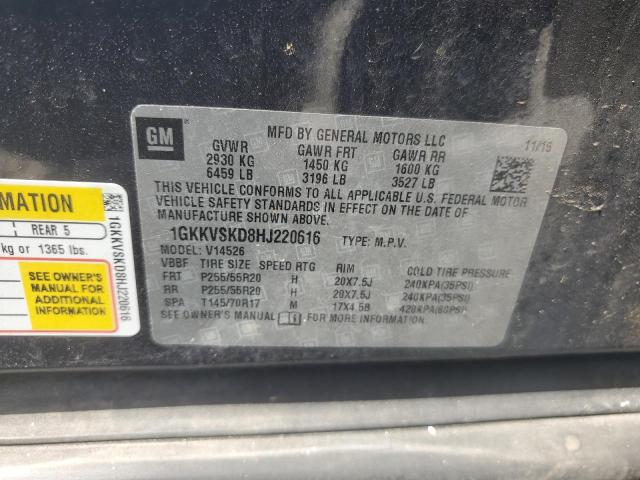 GM
MFD BY GENERAL MOTORS LLC
11/16
GVWR GAWR FRT GAWR RR
2930 KG 1450 KG 1600 KG
6459 LB 3196 LB 3527 LB
THIS VEHICLE CONFORMS TO ALL APPLICABLE U.S. FEDERAL MOTOR
VEHICLE SAFETY STANDARDS IN EFFECT ON THE DATE OF
MANUFACTURE SHOWN ABOVE.
1GKKVSKD8HJ220616 TYPE: M.P.V.
MODEL: V14526
VBBF TIRE SIZE SPEED RTG RIM COLD TIRE PRESSURE
FRT P255/55R20 H 20X7.5J 240KPA(35PSI)
RR P255/55R20 H 20X7.5J 240KPA(35PSI)
SPA T145/70R17 M 17X4.5B 420KPA(60PSI)
SEE OWNER'S MANUAL FOR MORE INFORMATION.
MATION
REAR 5
kg or 1365 lbs.
SEE OWNER'S
MANUAL FOR
ADDITIONAL
INFORMATION
1GKKVSKD8HJ220616